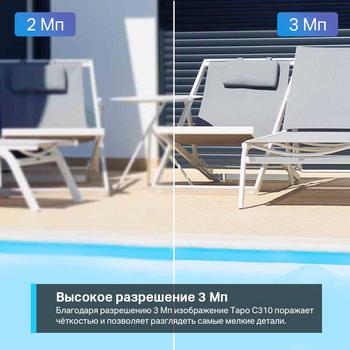 2 Мп
3 Мп
Высокое разрешение 3 Мп
Благодаря разрешению 3 Мп изображение Tapo C310 поражает
чёткостью и позволяет разглядеть самые мелкие детали.